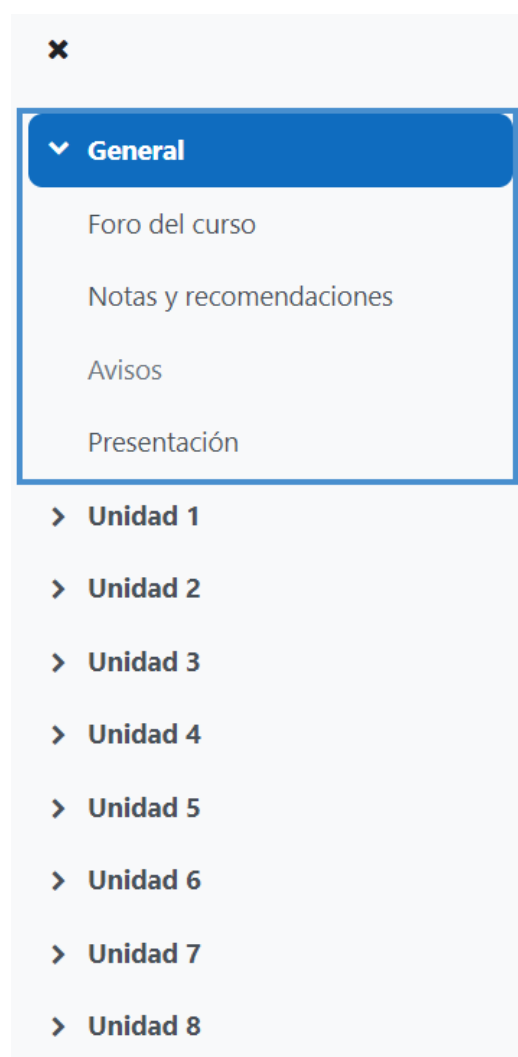 General
Foro del curso
Notas y recomendaciones
Avisos
Presentación
Unidad 1
Unidad 2
Unidad 3
Unidad 4
Unidad 5
Unidad 6
Unidad 7
Unidad 8